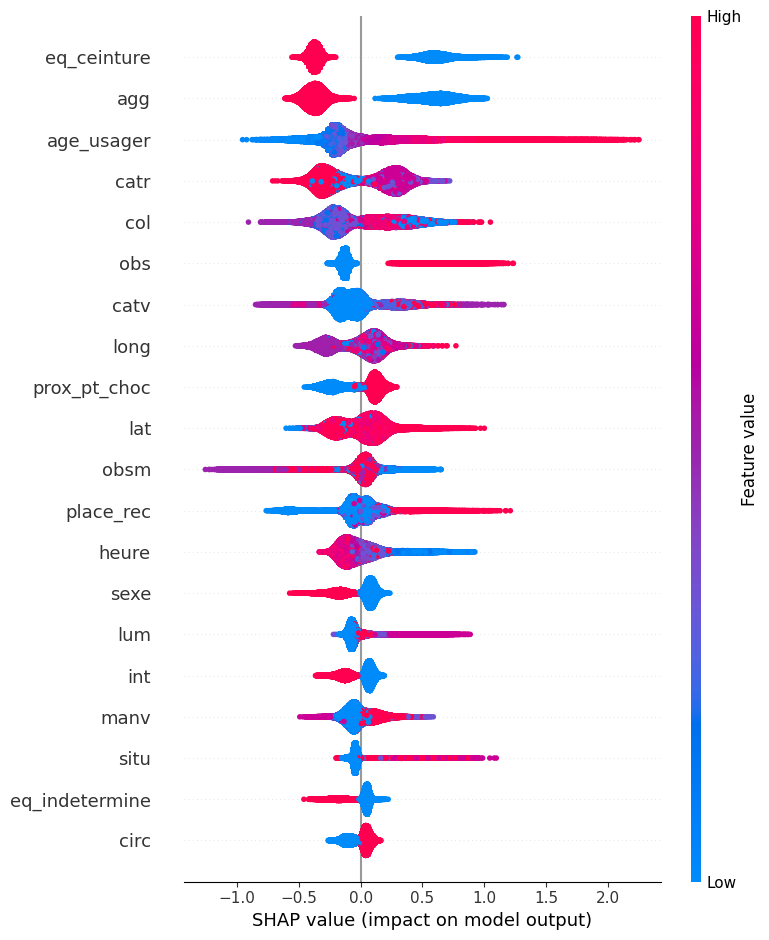 High
eq_ceinture
agg
age_usager
catr
col
obs
catv
long
prox_pt_choc
lat
obsm
place_rec
heure
sexe
lum
int
manv
situ
eq_indetermine
circ
Feature value
Low
−1.0 −0.5 0.0 0.5 1.0 1.5 2.0
SHAP value (impact on model output)